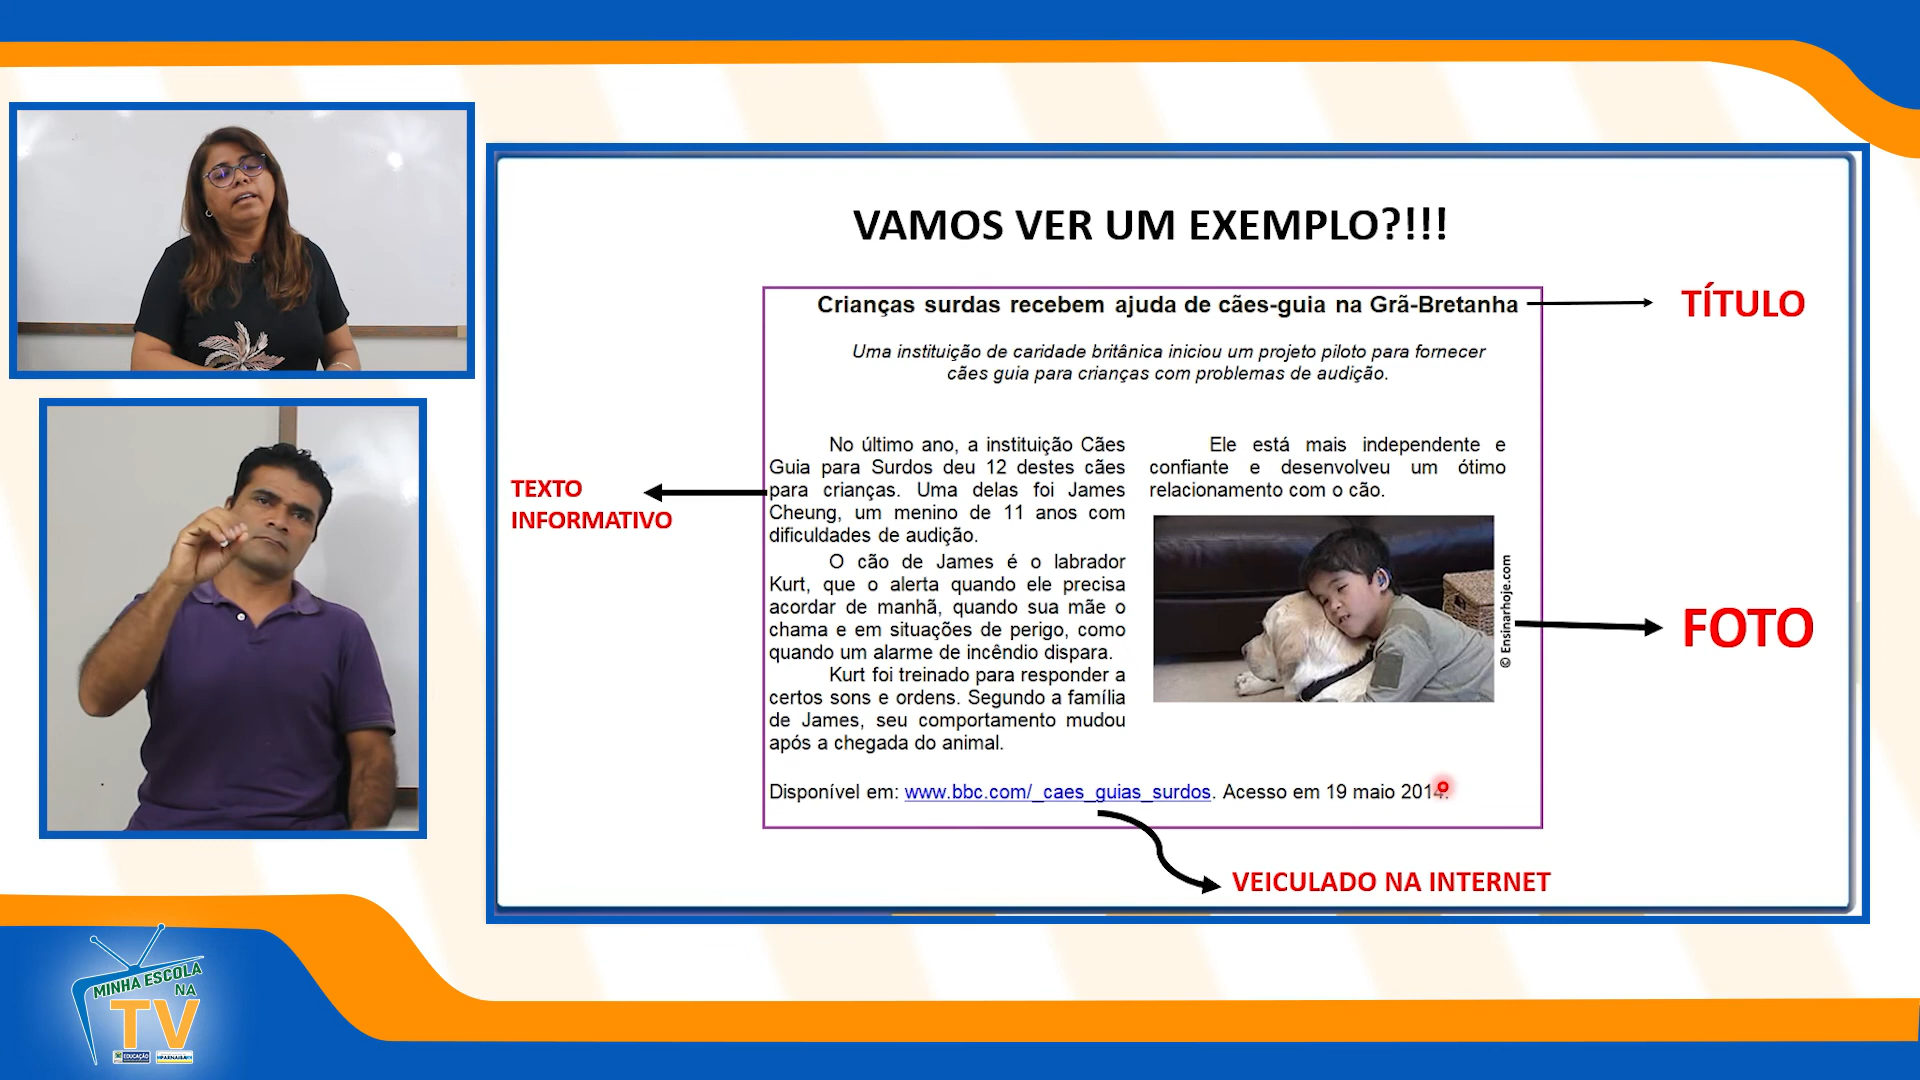 VAMOS VER UM EXEMPLO?!!!
Crianças surdas recebem ajuda de cães-guia na Grã-Bretanha
TÍTULO
Uma instituição de caridade britânica iniciou um projeto piloto para fornecer
cães guia para crianças com problemas de audição.
TEXTO
INFORMATIVO
No último ano, a instituição Cães
Guia para Surdos deu 12 destes cães
para crianças. Uma delas foi James
Cheung, um menino de 11 anos com
dificuldades de audição.
O cão de James é o labrador
Kurt, que o alerta quando ele precisa
acordar de manhã, quando sua mãe o
chama e em situações de perigo, como
quando um alarme de incêndio dispara.
Kurt foi treinado para responder a
certos sons e ordens. Segundo a família
de James, seu comportamento mudou
após a chegada do animal.
Ele está mais independente e
confiante e desenvolveu um ótimo
relacionamento com o cão.
© Ensinarhoje.com
FOTO
Disponível em: www.bbc.com/_caes_guias_surdos. Acesso em 19 maio 2014.
VEICULADO NA INTERNET
MINHA ESCOLA
NA
TV
EDUCAÇÃO
PARNAÍBA